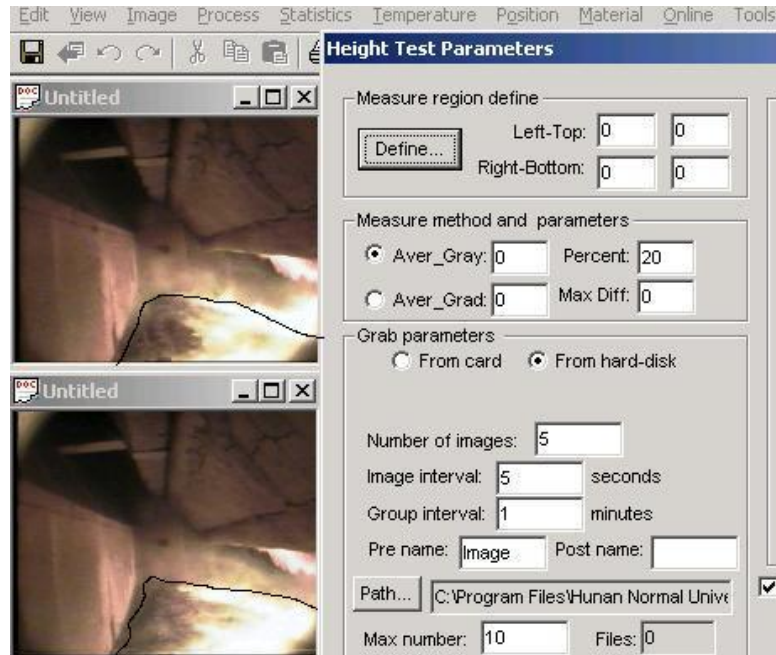 Edit View Image Process Statistics Temperature Position Material Online Tools
Height Test Parameters
DOC Untitled
Measure region define
Define... Left-Top: 0 0
Right-Bottom: 0 0
Measure method and parameters
Aver_Gray: 0 Percent: 20
Aver_Grad: 0 Max Diff: 0
Grab parameters
From card From hard-disk
DOC Untitled
Number of images: 5
Image interval: 5 seconds
Group interval: 1 minutes
Pre name: Image Post name:
Path... C:\Program Files\Hunan Normal Unive
Max number: 10 Files: 0